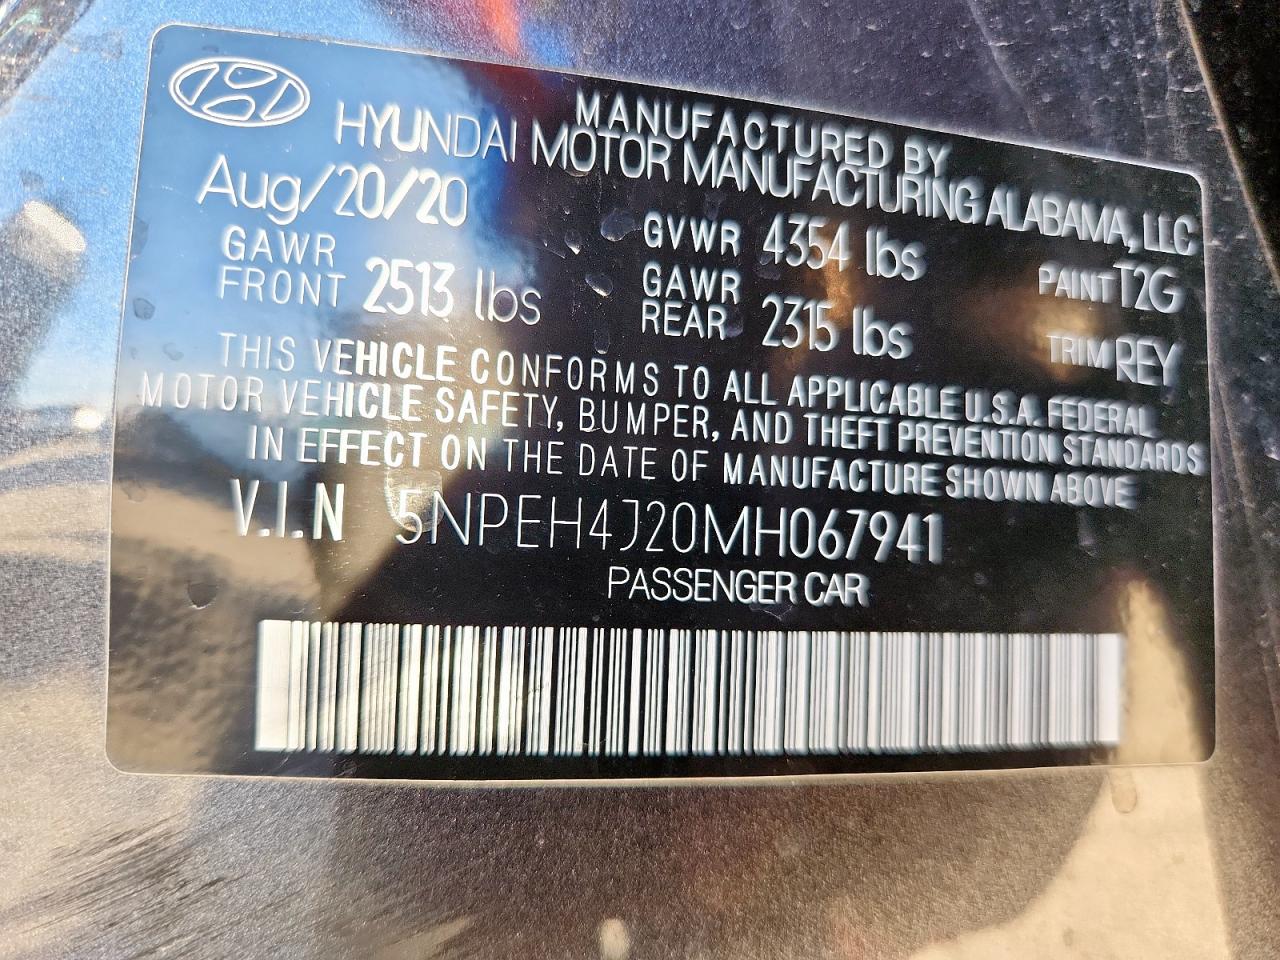 MANUFACTURED BY
HYUNDAI MOTOR MANUFACTURING ALABAMA, LLC
Aug/20/20
GVWR 4354 lbs
PAINT T2G
GAWR FRONT 2513 lbs
GAWR REAR 2315 lbs
TRIM REY
THIS VEHICLE CONFORMS TO ALL APPLICABLE U.S.A. FEDERAL
MOTOR VEHICLE SAFETY, BUMPER, AND THEFT PREVENTION STANDARDS
IN EFFECT ON THE DATE OF MANUFACTURE SHOWN ABOVE
V.I.N 5NPEH4J20MH067941
PASSENGER CAR